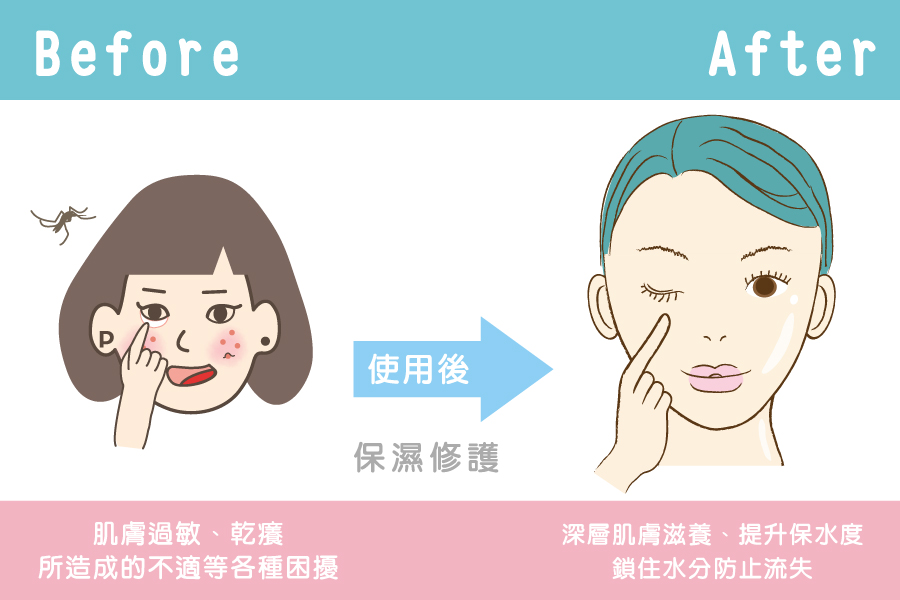 Before
After
P
使用後
保濕修護
肌膚過敏、乾癢
所造成的不適等各種困擾
深層肌膚滋養、提升保水度
鎖住水分防止流失